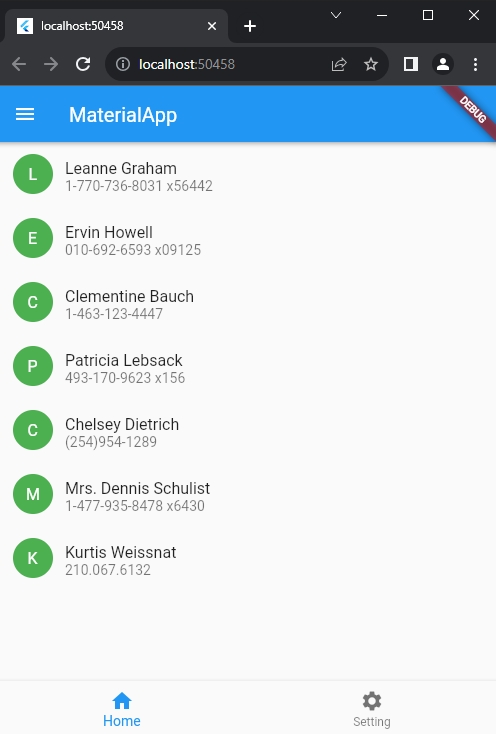 localhost:50458
localhost:50458
MaterialApp
DEBUG
L
Leanne Graham
1-770-736-8031 x56442
E
Ervin Howell
010-692-6593 x09125
C
Clementine Bauch
1-463-123-4447
P
Patricia Lebsack
493-170-9623 x156
C
Chelsey Dietrich
(254)954-1289
M
Mrs. Dennis Schulist
1-477-935-8478 x6430
K
Kurtis Weissnat
210.067.6132
Home
Setting